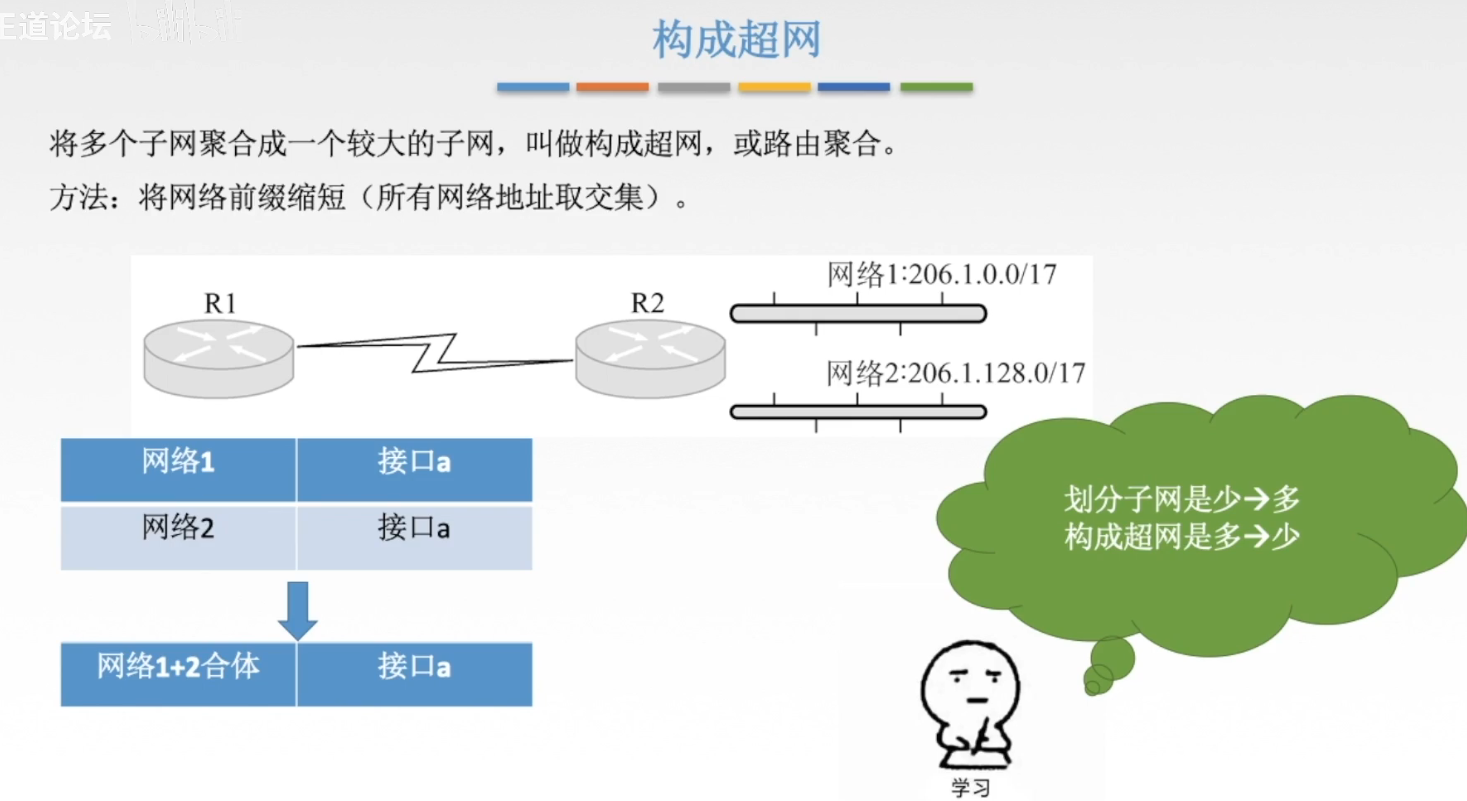 王道论坛
构成超网
将多个子网聚合成一个较大的子网，叫做构成超网，或路由聚合。
方法：将网络前缀缩短（所有网络地址取交集）。
网络1:206.1.0.0/17
R1
R2
网络2:206.1.128.0/17
网络1 接口a
网络2 接口a
网络1+2合体 接口a
划分子网是少→多
构成超网是多→少
学习